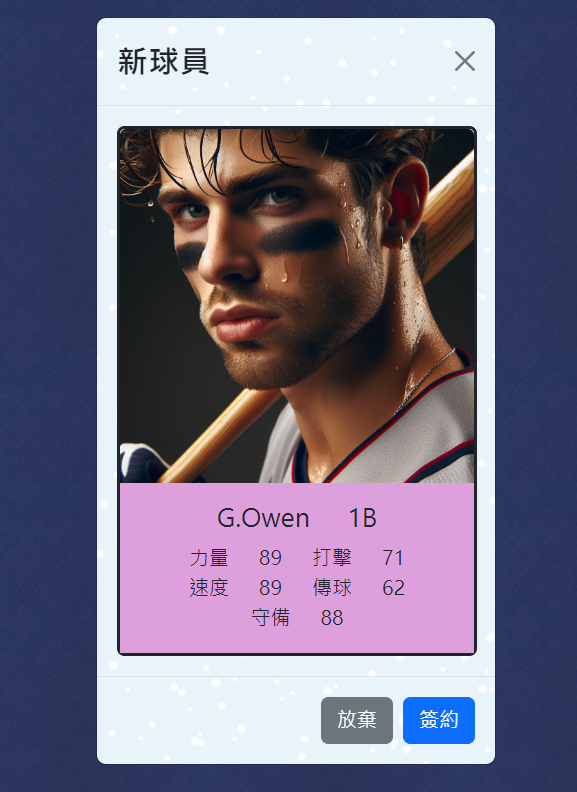 新球員
G.Owen 1B
力量 89 打擊 71
速度 89 傳球 62
守備 88
放棄 簽約